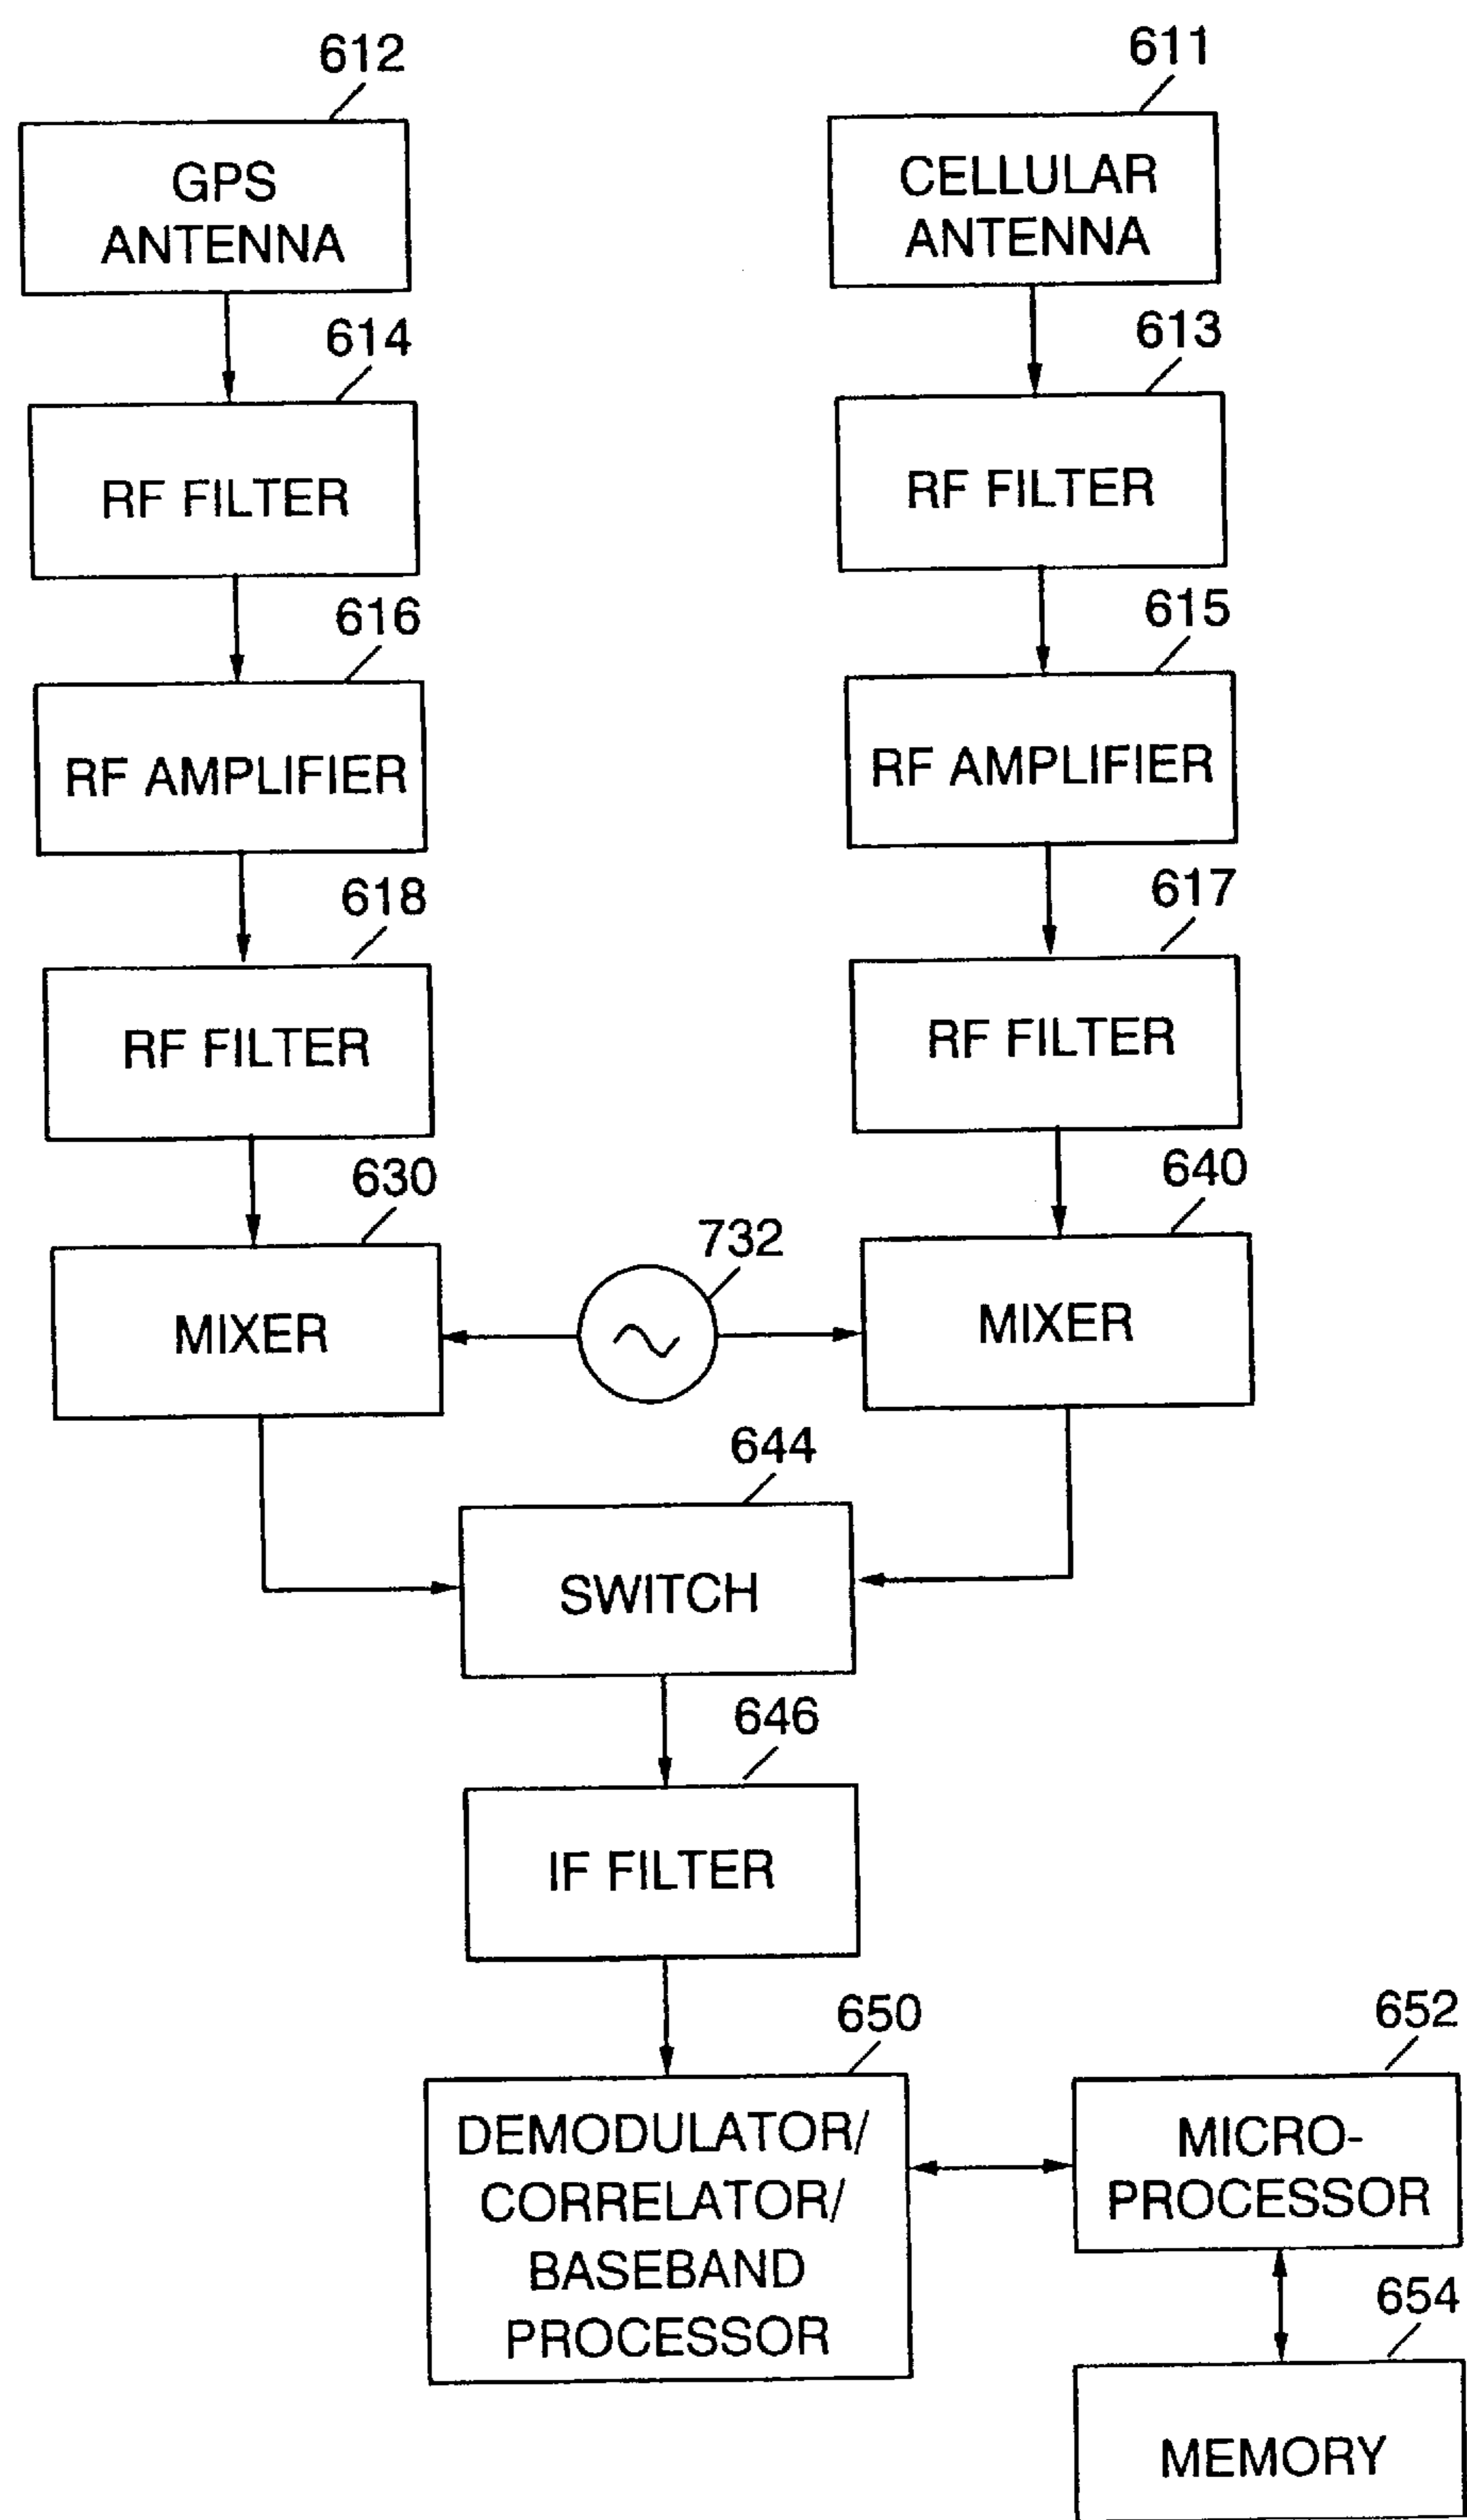 612
611
GPS
ANTENNA
CELLULAR
ANTENNA
614
613
RF FILTER
RF FILTER
616
615
RF AMPLIFIER
RF AMPLIFIER
618
617
RF FILTER
RF FILTER
630
640
732
MIXER
MIXER
644
SWITCH
646
IF FILTER
650
652
DEMODULATOR/
CORRELATOR/
BASEBAND
PROCESSOR
MICRO-
PROCESSOR
654
MEMORY